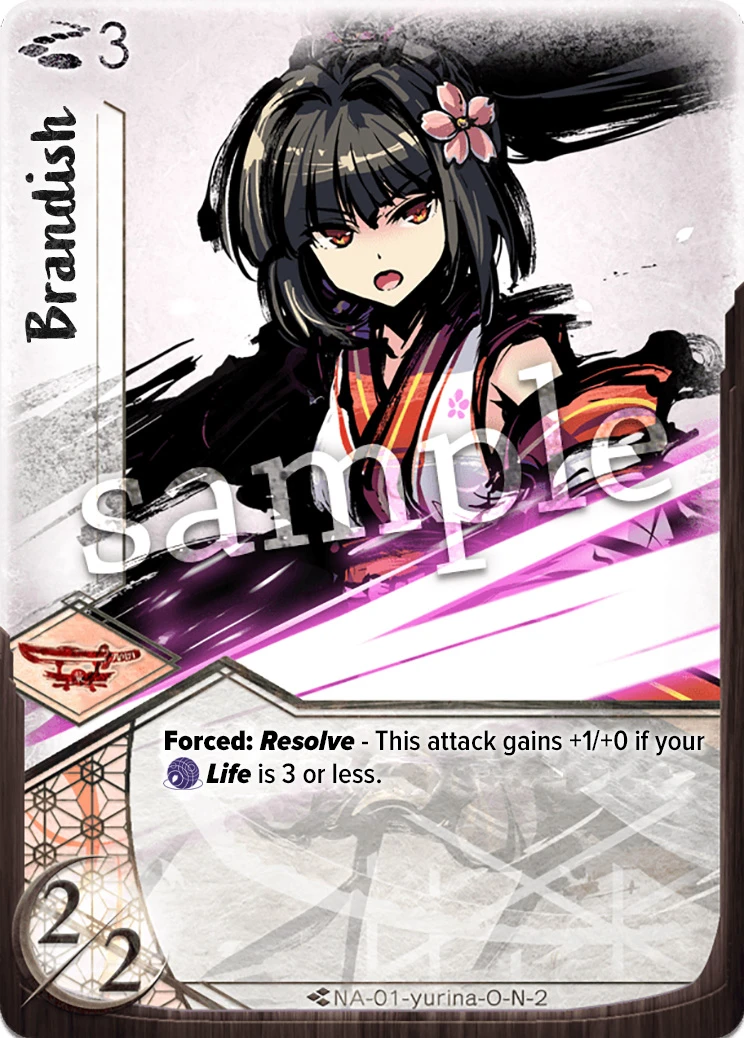 3
Brandish
sample
Forced: Resolve - This attack gains +1/+0 if your
Life is 3 or less.
2/2
NA-01-yurina-O-N-2